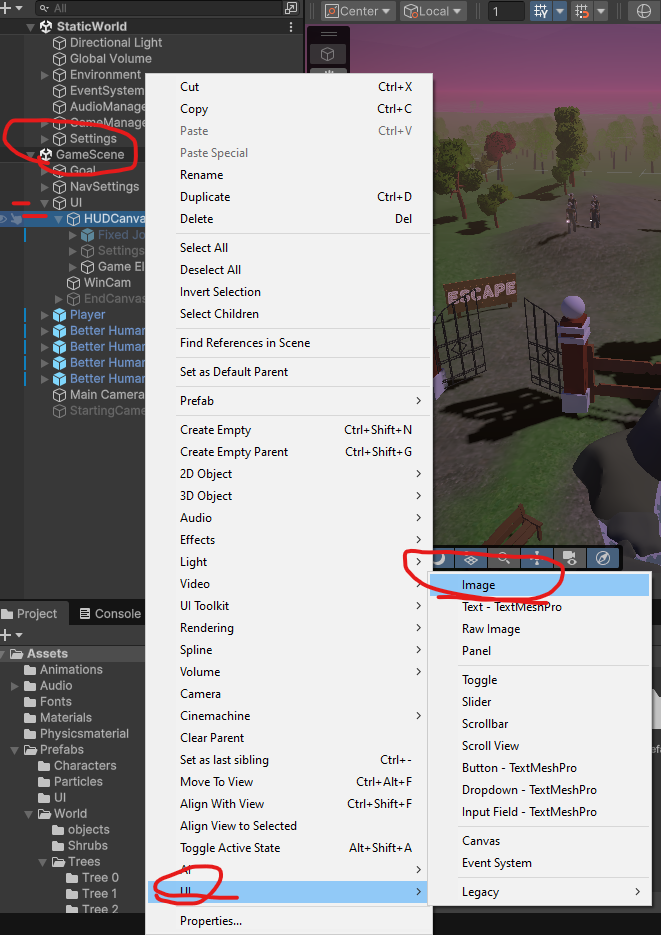 All
Center
Local
1
StaticWorld
Directional Light
Global Volume
Environment
EventSystem
AudioManage
GameManage
Settings
GameScene
Goal
NavSettings
UI
HUDCanva
Fixed Jo
Settings
Game El
WinCam
EndCanvas
Player
Better Human
Better Human
Better Human
Better Human
Main Camera
StartingCame
Cut Ctrl+X
Copy Ctrl+C
Paste Ctrl+V
Paste Special
Rename
Duplicate Ctrl+D
Delete Del
Select All
Deselect All
Invert Selection
Select Children
Find References in Scene
Set as Default Parent
Prefab
Create Empty Ctrl+Shift+N
Create Empty Parent Ctrl+Shift+G
2D Object
3D Object
Audio
Effects
Light
Video
UI Toolkit
Rendering
Spline
Volume
Camera
Cinemachine
Clear Parent
Set as last sibling Ctrl+-
Move To View Ctrl+Alt+F
Align With View Ctrl+Shift+F
Align View to Selected
Toggle Active State Alt+Shift+A
AI
UI
Properties...
ESCAPE
Image
Text - TextMeshPro
Raw Image
Panel
Toggle
Slider
Scrollbar
Scroll View
Button - TextMeshPro
Dropdown - TextMeshPro
Input Field - TextMeshPro
Canvas
Event System
Legacy
Project
Console
Assets
Animations
Audio
Fonts
Materials
Physicsmaterial
Prefabs
Characters
Particles
UI
World
objects
Shrubs
Trees
Tree 0
Tree 1
Tree 2